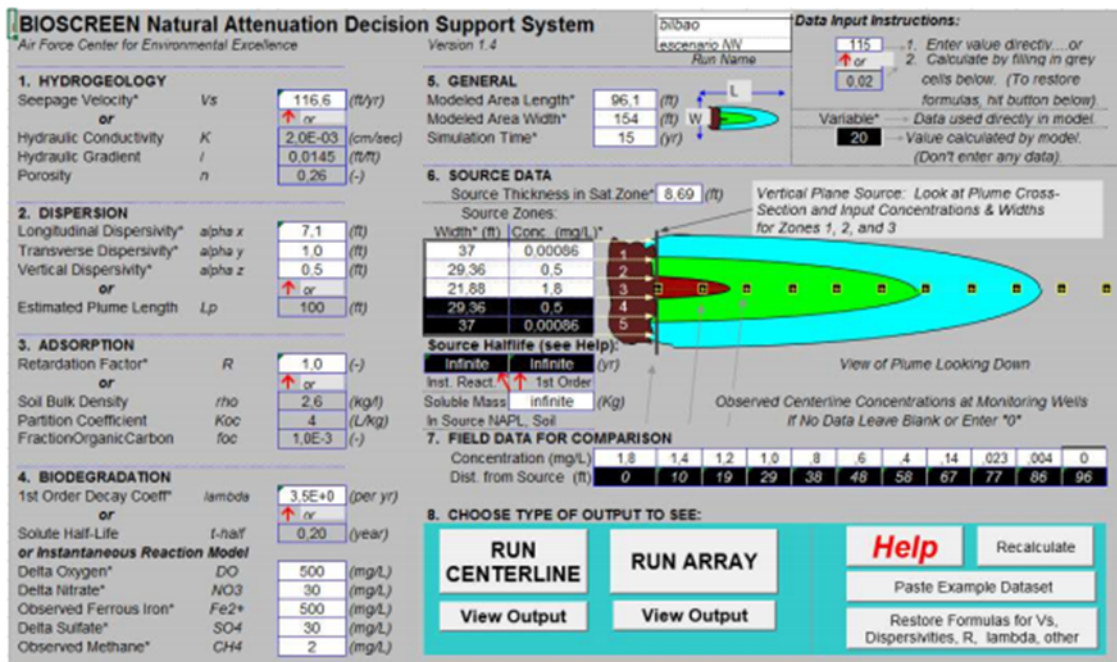 BIOSCREEN Natural Attenuation Decision Support System
Air Force Center for Environmental Excellence
Version 1.4
bilbao
escenario NN
Run Name
Data Input Instructions:
115
1. Enter value directly....or
or
2. Calculate by filling in grey
0,02
cells below. (To restore
formulas, hit button below).
Variable*
Data used directly in model.
20
Value calculated by model.
(Don't enter any data).
1. HYDROGEOLOGY
Seepage Velocity* Vs 116,6 (ft/yr)
or or
Hydraulic Conductivity K 2,0E-03 (cm/sec)
Hydraulic Gradient i 0,0145 (ft/ft)
Porosity n 0,26 (-)
2. DISPERSION
Longitudinal Dispersivity* alpha x 7,1 (ft)
Transverse Dispersivity* alpha y 1,0 (ft)
Vertical Dispersivity* alpha z 0,5 (ft)
or or
Estimated Plume Length Lp 100 (ft)
3. ADSORPTION
Retardation Factor* R 1,0 (-)
or or
Soil Bulk Density rho 2,6 (kg/l)
Partition Coefficient Koc 4 (L/kg)
FractionOrganicCarbon foc 1,0E-3 (-)
4. BIODEGRADATION
1st Order Decay Coeff* lambda 3,5E+0 (per yr)
or or
Solute Half-Life t-half 0,20 (year)
or Instantaneous Reaction Model
Delta Oxygen* DO 500 (mg/L)
Delta Nitrate* NO3 30 (mg/L)
Observed Ferrous Iron* Fe2+ 500 (mg/L)
Delta Sulfate* SO4 30 (mg/L)
Observed Methane* CH4 2 (mg/L)
5. GENERAL
Modeled Area Length* 96,1 (ft)
Modeled Area Width* 154 (ft)
Simulation Time* 15 (yr)
L
W
6. SOURCE DATA
Source Thickness in Sat.Zone* 8,69 (ft)
Source Zones:
Width* (ft) Conc. (mg/L)*
37 0,00086 1
29,36 0,5 2
21,88 1,8 3
29,36 0,5 4
37 0,00086 5
Vertical Plane Source: Look at Plume Cross-
Section and Input Concentrations & Widths
for Zones 1, 2, and 3
Source Halflife (see Help):
Infinite Infinite (yr)
Inst. React. 1st Order
Soluble Mass infinite (Kg)
In Source NAPL, Soil
View of Plume Looking Down
Observed Centerline Concentrations at Monitoring Wells
If No Data Leave Blank or Enter "0"
7. FIELD DATA FOR COMPARISON
Concentration (mg/L) 1,8 1,4 1,2 1,0 ,8 ,6 ,4 ,14 ,023 ,004 0
Dist. from Source (ft) 0 10 19 29 38 48 58 67 77 86 96
8. CHOOSE TYPE OF OUTPUT TO SEE:
RUN
CENTERLINE
RUN ARRAY
View Output
View Output
Help
Recalculate
Paste Example Dataset
Restore Formulas for Vs,
Dispersivities, R, lambda, other